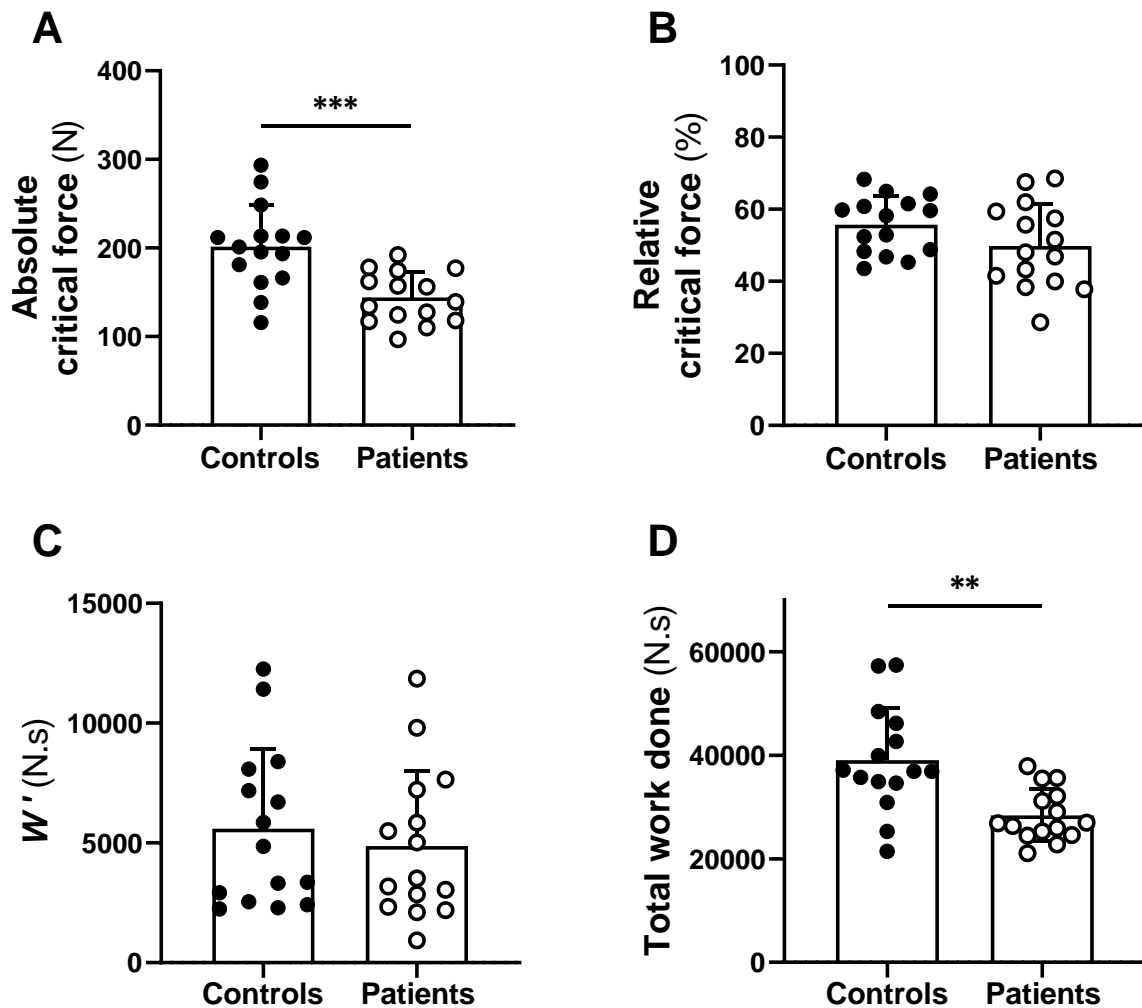 A
Absolute
critical force (N)
400
300
200
100
0
***
Controls
Patients
B
Relative
critical force (%)
100
80
60
40
20
0
Controls
Patients
C
W ' (N.s)
15000
10000
5000
0
Controls
Patients
D
Total work done (N.s)
60000
40000
20000
0
**
Controls
Patients